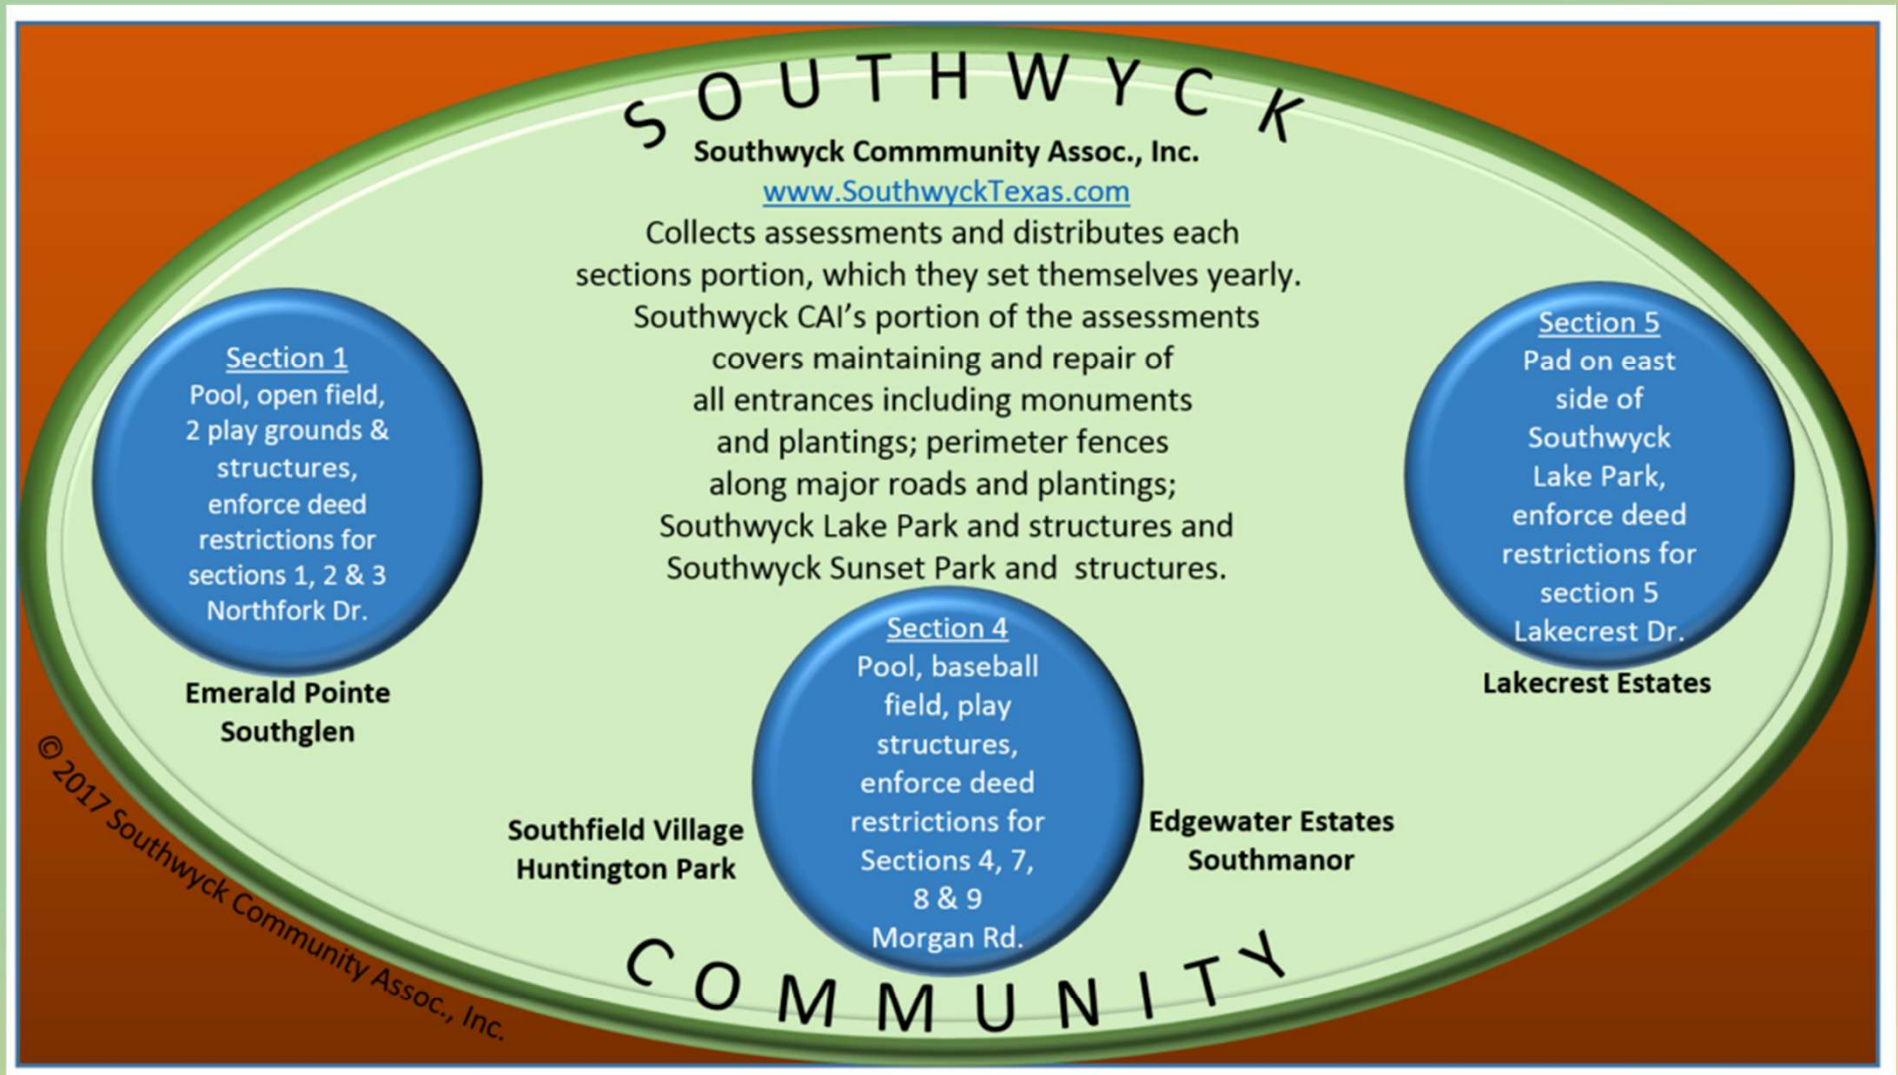 SOUTHWYCK
Southwyck Commmunity Assoc., Inc.
www.SouthwyckTexas.com
Collects assessments and distributes each
sections portion, which they set themselves yearly.
Southwyck CAI’s portion of the assessments
covers maintaining and repair of
all entrances including monuments
and plantings; perimeter fences
along major roads and plantings;
Southwyck Lake Park and structures and
Southwyck Sunset Park and structures.
Section 1
Pool, open field,
2 play grounds &
structures,
enforce deed
restrictions for
sections 1, 2 & 3
Northfork Dr.
Emerald Pointe
Southglen
Section 4
Pool, baseball
field, play
structures,
enforce deed
restrictions for
Sections 4, 7,
8 & 9
Morgan Rd.
Southfield Village
Huntington Park
Edgewater Estates
Southmanor
Section 5
Pad on east
side of
Southwyck
Lake Park,
enforce deed
restrictions for
section 5
Lakecrest Dr.
Lakecrest Estates
COMMUNITY
© 2017 Southwyck Community Assoc., Inc.